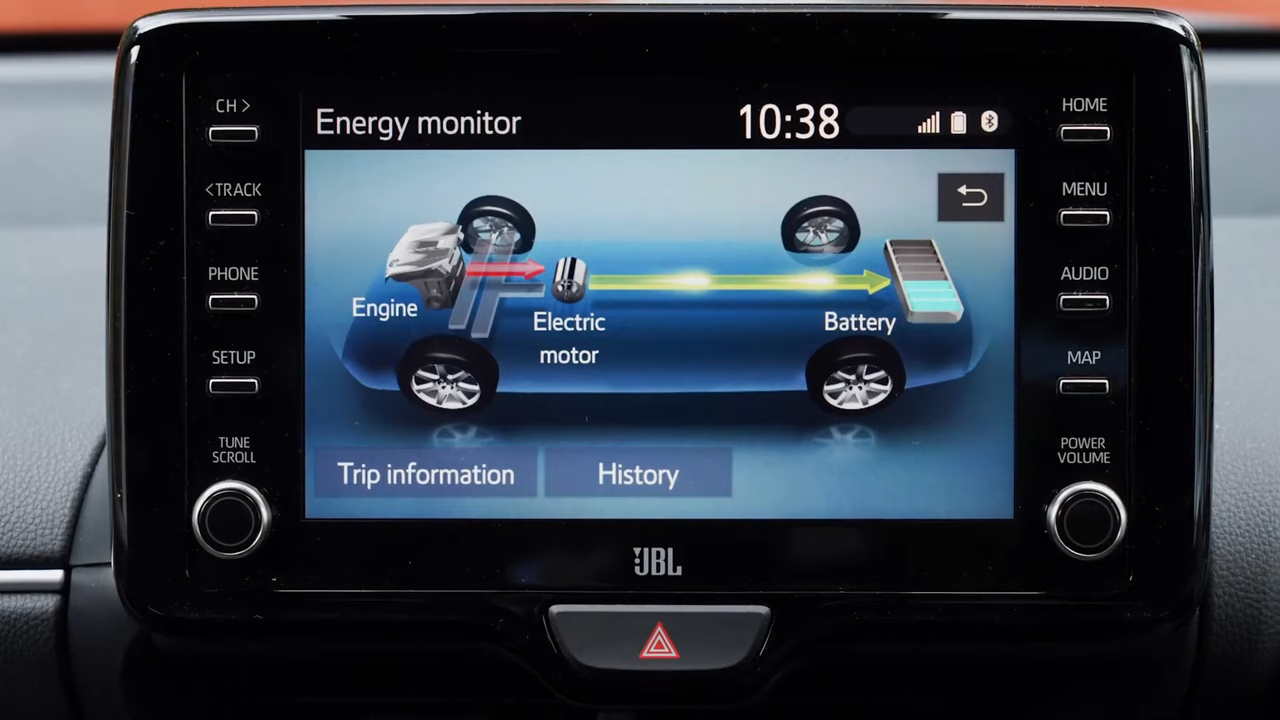 CH >
<TRACK
PHONE
SETUP
TUNE
SCROLL
Energy monitor
10:38
Engine
Electric
motor
Battery
Trip information
History
HOME
MENU
AUDIO
MAP
POWER
VOLUME
JBL